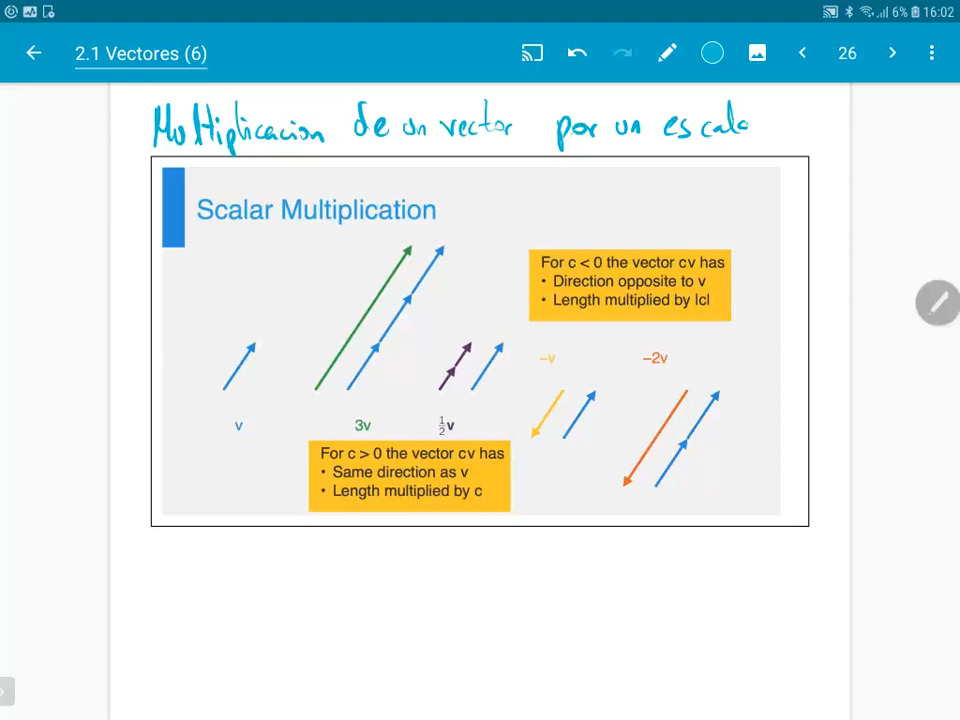 6% 16:02
2.1 Vectores (6)
26
Multiplicacion de un vector por un escala
Scalar Multiplication
For c < 0 the vector cv has
• Direction opposite to v
• Length multiplied by |c|
−v
−2v
v
3v
½v
For c > 0 the vector cv has
• Same direction as v
• Length multiplied by c